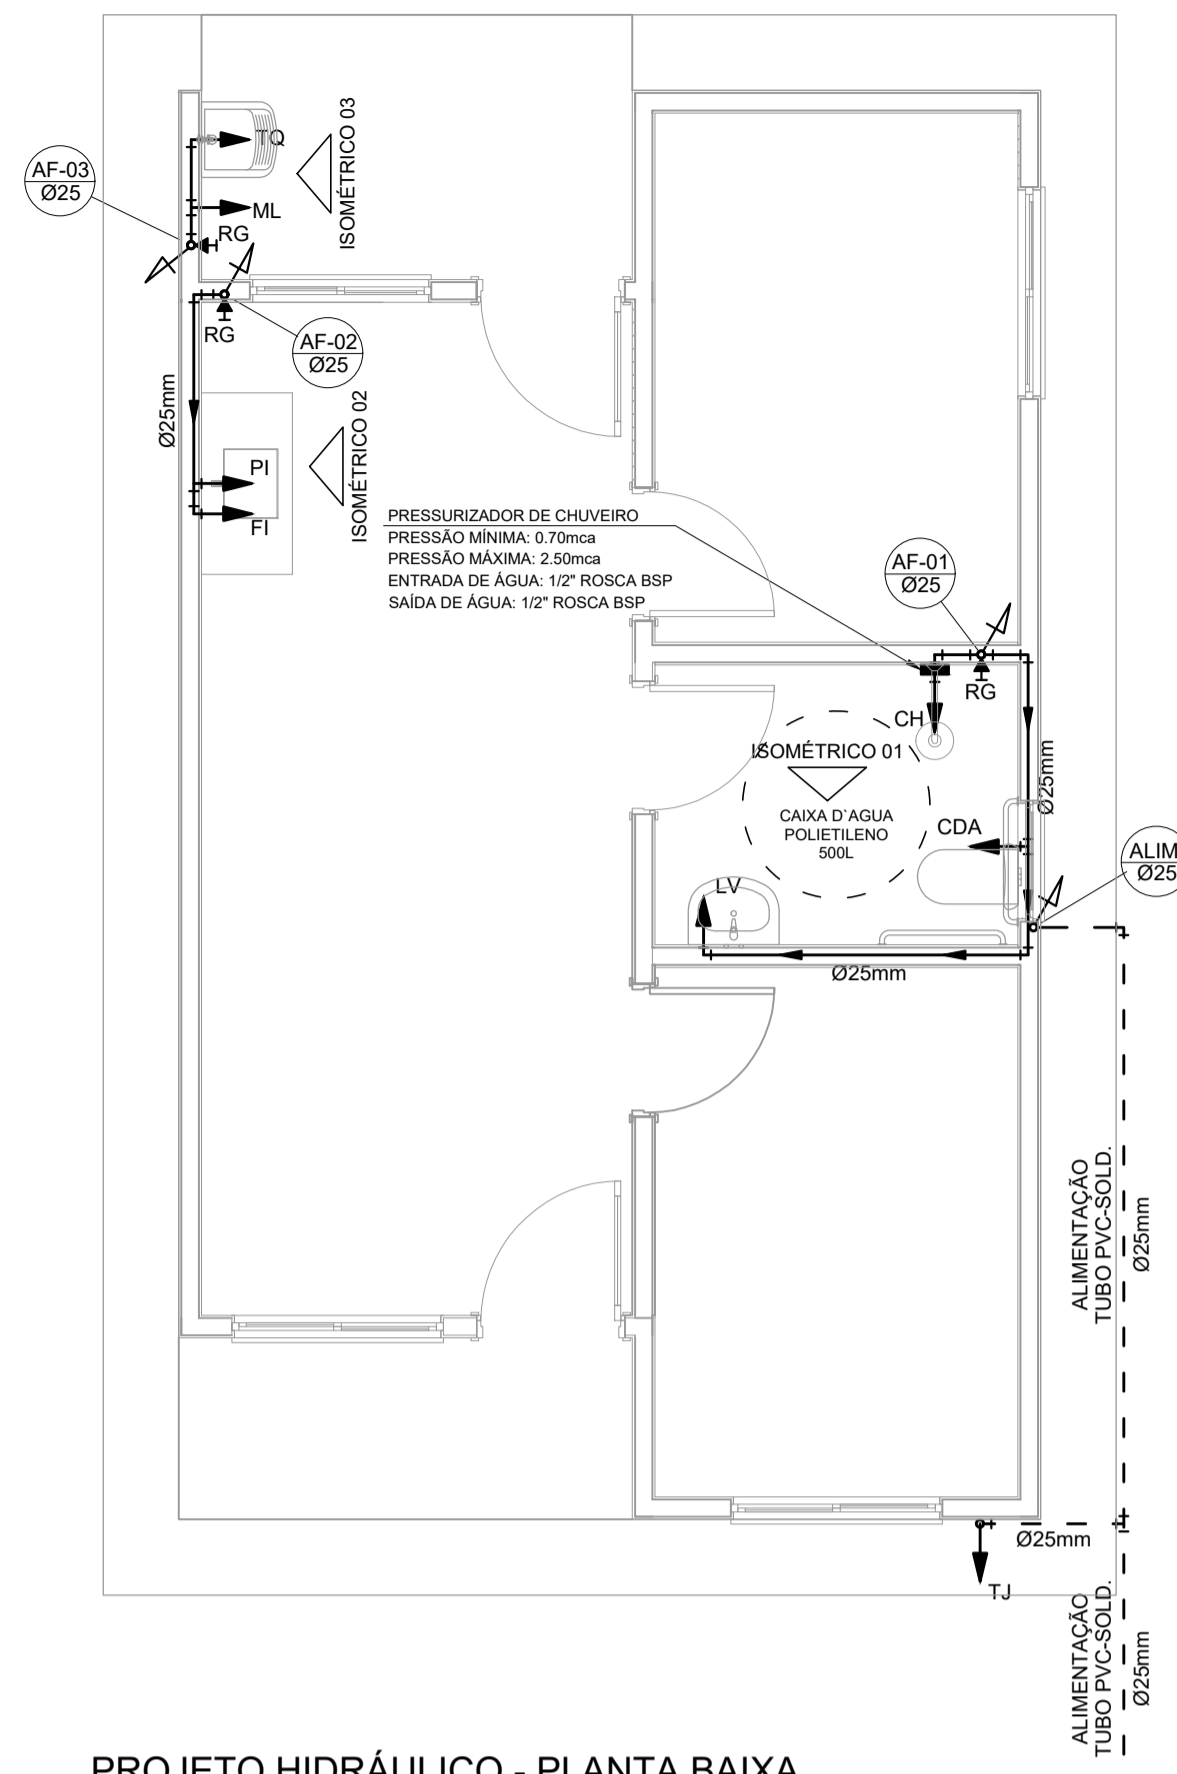 TQ
ISOMÉTRICO 03
AF-03
Ø25
ML
RG
RG
AF-02
Ø25
Ø25mm
ISOMÉTRICO 02
PI
FI
PRESSURIZADOR DE CHUVEIRO
PRESSÃO MÍNIMA: 0.70mca
PRESSÃO MÁXIMA: 2.50mca
ENTRADA DE ÁGUA: 1/2" ROSCA BSP
SAÍDA DE ÁGUA: 1/2" ROSCA BSP
AF-01
Ø25
RG
CH
ISOMÉTRICO 01
Ø25mm
CAIXA D`AGUA
POLIETILENO
500L
CDA
ALIM
Ø25
LV
Ø25mm
ALIMENTAÇÃO
TUBO PVC-SOLD.
Ø25mm
Ø25mm
TJ
ALIMENTAÇÃO
TUBO PVC-SOLD.
Ø25mm
PROJETO HIDRÁULICO - PLANTA BAIXA